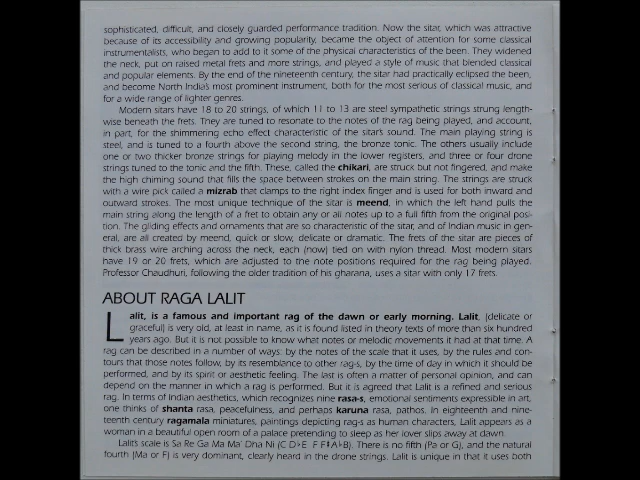 sophisticated, difficult, and closely guarded performance tradition. Now the sitar, which was attractive
because of its accessibility and growing popularity, became the object of attention for some classical
instrumentalists, who began to add to it some of the physical characteristics of the been. They widened
the neck, put on raised metal frets and more strings, and played a style of music that blended classical
and popular elements. By the end of the nineteenth century, the sitar had practically eclipsed the been,
and become North India's most prominent instrument, both for the most serious of classical music, and
for a wide range of lighter genres.
Modern sitars have 18 to 20 strings, of which 11 to 13 are steel sympathetic strings strung length-
wise beneath the frets. They are tuned to resonate to the notes of the rag being played, and account,
in part, for the shimmering echo effect characteristic of the sitar's sound. The main playing string is
steel, and is tuned to a fourth above the second string, the bronze tonic. The others usually include
one or two thicker bronze strings for playing melody in the lower registers, and three or four drone
strings tuned to the tonic and the fifth. These, called the chikari, are struck but not fingered, and make
the high chiming sound that fills the space between strokes on the main string. The strings are struck
with a wire pick called a mizrab that clamps to the right index finger and is used for both inward and
outward strokes. The most unique technique of the sitar is meend, in which the left hand pulls the
main string along the length of a fret to obtain any or all notes up to a full fifth from the original posi-
tion. The gliding effects and ornaments that are so characteristic of the sitar, and of Indian music in gen-
eral, are all created by meend, quick or slow, delicate or dramatic. The frets of the sitar are pieces of
thick brass wire arching across the neck, each (now) tied on with nylon thread. Most modern sitars
have 19 or 20 frets, which are adjusted to the note positions required for the rag being played.
Professor Chaudhuri, following the older tradition of his gharana, uses a sitar with only 17 frets.
ABOUT RAGA LALIT
Lalit, is a famous and important rag of the dawn or early morning. Lalit, (delicate or
graceful) is very old, at least in name, as it is found listed in theory texts of more than six hundred
years ago. But it is not possible to know what notes or melodic movements it had at that time. A
rag can be described in a number of ways: by the notes of the scale that it uses, by the rules and con-
tours that those notes follow, by its resemblance to other rag-s, by the time of day in which it should be
performed, and by its spirit or aesthetic feeling. The last is often a matter of personal opinion, and can
depend on the manner in which a rag is performed. But it is agreed that Lalit is a refined and serious
rag. In terms of Indian aesthetics, which recognizes nine rasa-s, emotional sentiments expressible in art,
one thinks of shanta rasa, peacefulness, and perhaps karuna rasa, pathos. In eighteenth and nine-
teenth century ragamala miniatures, paintings depicting rag-s as human characters, Lalit appears as a
woman in a beautiful open room of a palace pretending to sleep as her lover slips away at dawn.
Lalit's scale is Sa Re Ga Ma Ma' Dha Ni (C D♭E F F♯A♭B). There is no fifth (Pa or G), and the natural
fourth (Ma or F) is very dominant, clearly heard in the drone strings. Lalit is unique in that it uses both